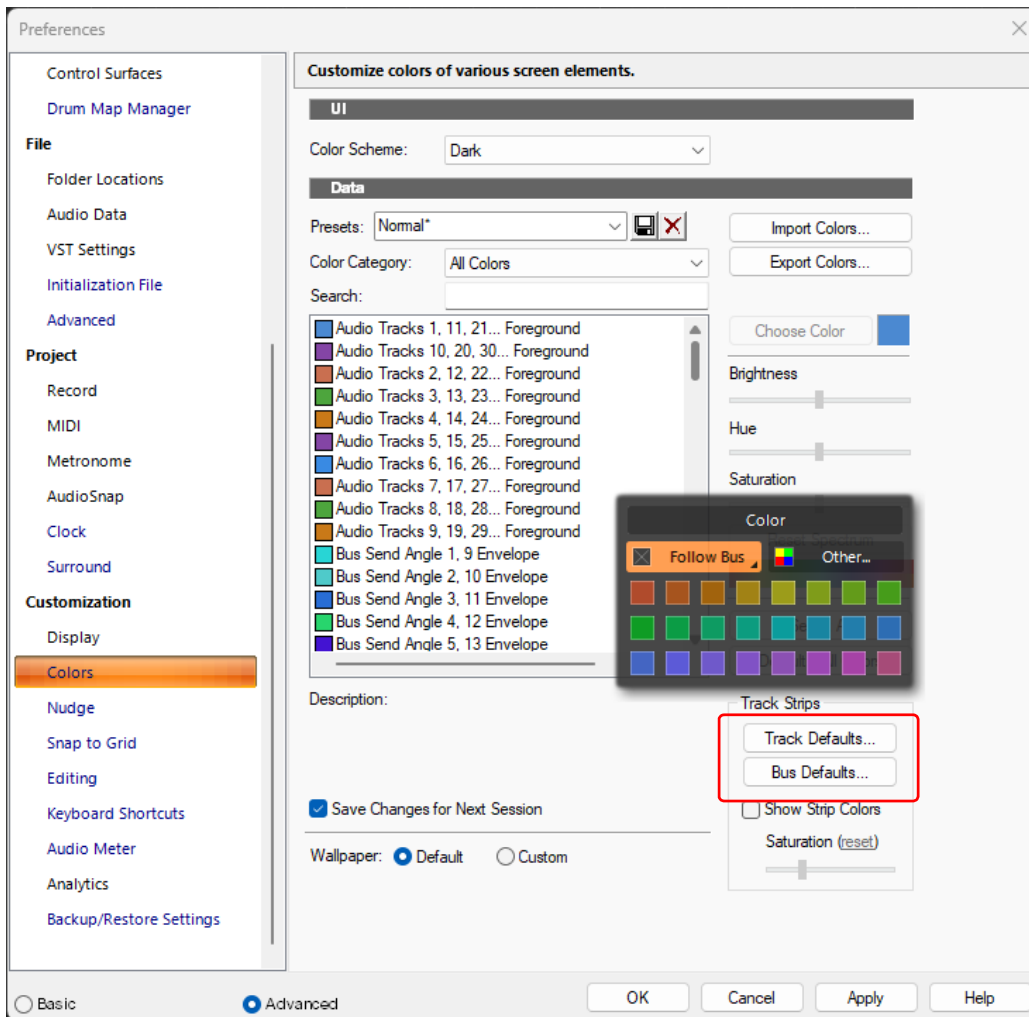 Preferences
Control Surfaces
Drum Map Manager
File
Folder Locations
Audio Data
VST Settings
Initialization File
Advanced
Project
Record
MIDI
Metronome
AudioSnap
Clock
Surround
Customization
Display
Colors
Nudge
Snap to Grid
Editing
Keyboard Shortcuts
Audio Meter
Analytics
Backup/Restore Settings
Basic
Advanced
Customize colors of various screen elements.
UI
Color Scheme:
Dark
Data
Presets:
Normal*
Color Category:
All Colors
Search:
Import Colors...
Export Colors...
Audio Tracks 1, 11, 21... Foreground
Audio Tracks 10, 20, 30... Foreground
Audio Tracks 2, 12, 22... Foreground
Audio Tracks 3, 13, 23... Foreground
Audio Tracks 4, 14, 24... Foreground
Audio Tracks 5, 15, 25... Foreground
Audio Tracks 6, 16, 26... Foreground
Audio Tracks 7, 17, 27... Foreground
Audio Tracks 8, 18, 28... Foreground
Audio Tracks 9, 19, 29... Foreground
Bus Send Angle 1, 9 Envelope
Bus Send Angle 2, 10 Envelope
Bus Send Angle 3, 11 Envelope
Bus Send Angle 4, 12 Envelope
Bus Send Angle 5, 13 Envelope
Choose Color
Brightness
Hue
Saturation
Color
Follow Bus
Other...
Description:
Track Strips
Track Defaults...
Bus Defaults...
Show Strip Colors
Saturation (reset)
Save Changes for Next Session
Wallpaper:
Default
Custom
OK
Cancel
Apply
Help